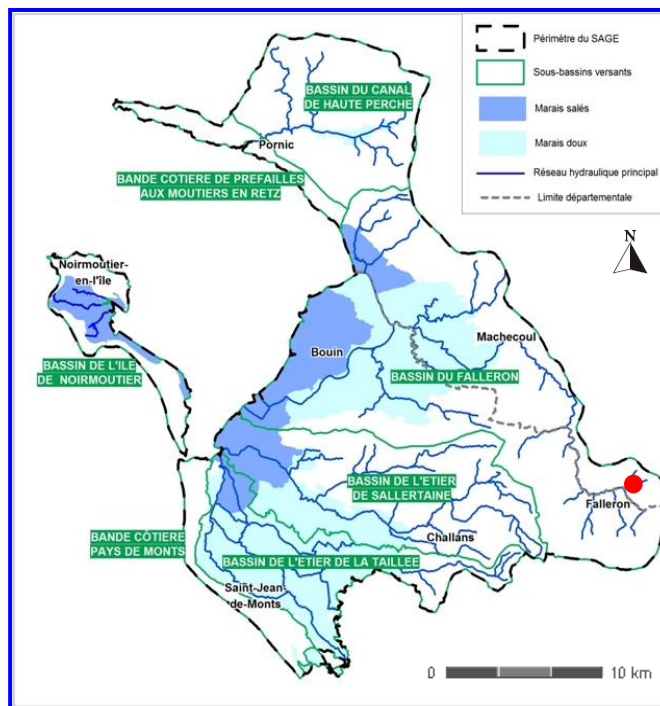 Périmètre du SAGE
Sous-bassins versants
Marais salés
Marais doux
Réseau hydraulique principal
Limite départementale
N
BASSIN DU CANAL
DE HAUTE PERCHE
Pornic
BANDE COTIERE DE PREFAILLES
AUX MOUTIERS EN RETZ
Noirmoutier-
en-l'île
BASSIN DE L'ILE
DE NOIRMOUTIER
Bouin
Machecoul
BASSIN DU FALLERON
BASSIN DE L'ETIER
DE SALLERTAINE
Falleron
Challans
BANDE CÔTIERE
PAYS DE MONTS
BASSIN DE L'ETIER DE LA TAILLEE
Saint-Jean-
de-Monts
0 10 km